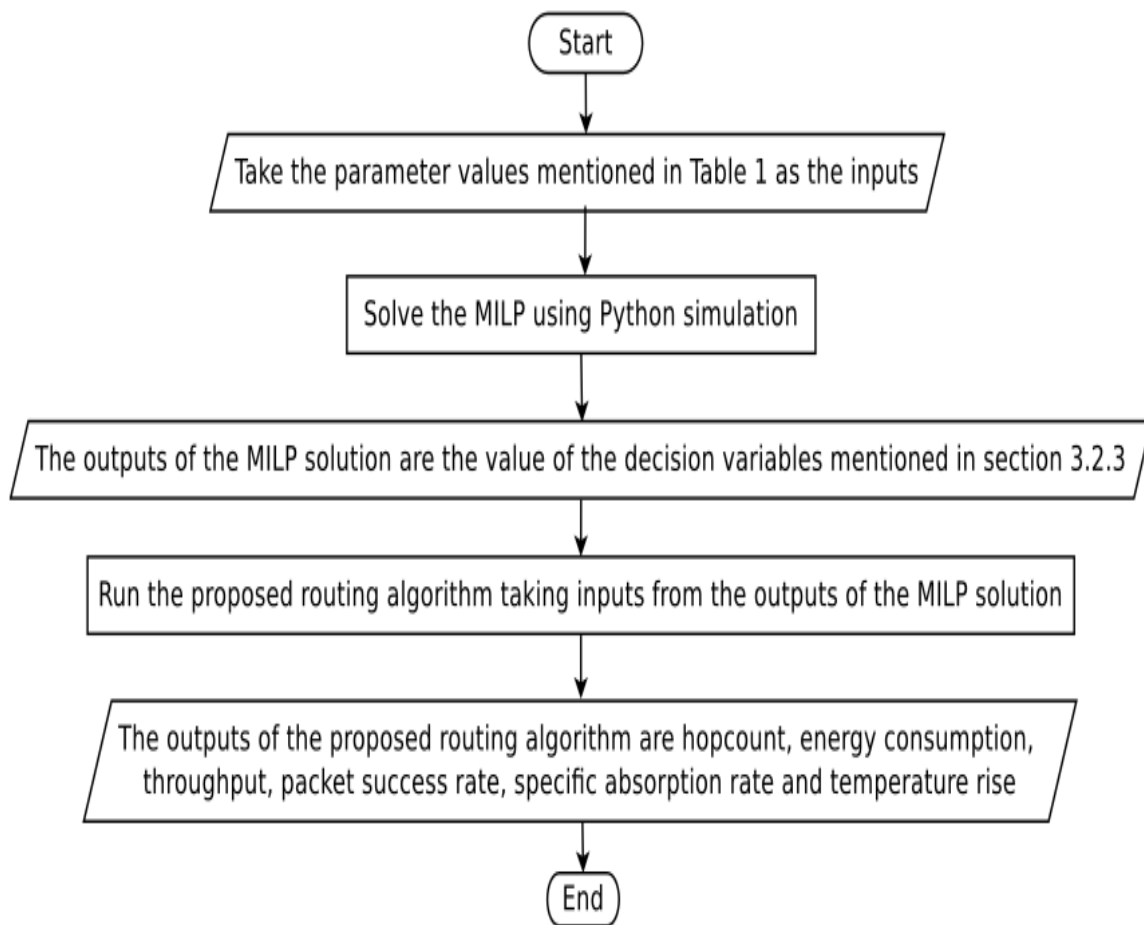 Start
Take the parameter values mentioned in Table 1 as the inputs
Solve the MILP using Python simulation
The outputs of the MILP solution are the value of the decision variables mentioned in section 3.2.3
Run the proposed routing algorithm taking inputs from the outputs of the MILP solution
The outputs of the proposed routing algorithm are hopcount, energy consumption,
throughput, packet success rate, specific absorption rate and temperature rise
End